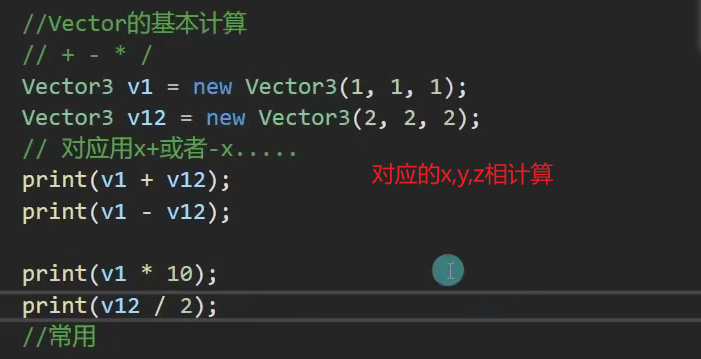 //Vector的基本计算
// + - * /
Vector3 v1 = new Vector3(1, 1, 1);
Vector3 v12 = new Vector3(2, 2, 2);
// 对应用x+或者-x.....
print(v1 + v12);
对应的x,y,z相计算
print(v1 - v12);
print(v1 * 10);
print(v12 / 2);
//常用